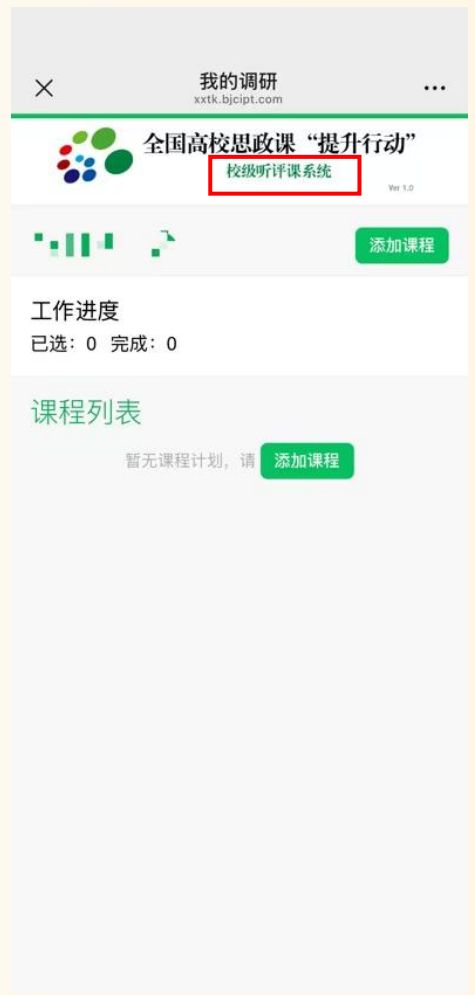 我的调研
xxtk.bjcipt.com
全国高校思政课“提升行动”
校级听评课系统
Ver 1.0
添加课程
工作进度
已选：0 完成：0
课程列表
暂无课程计划，请 添加课程